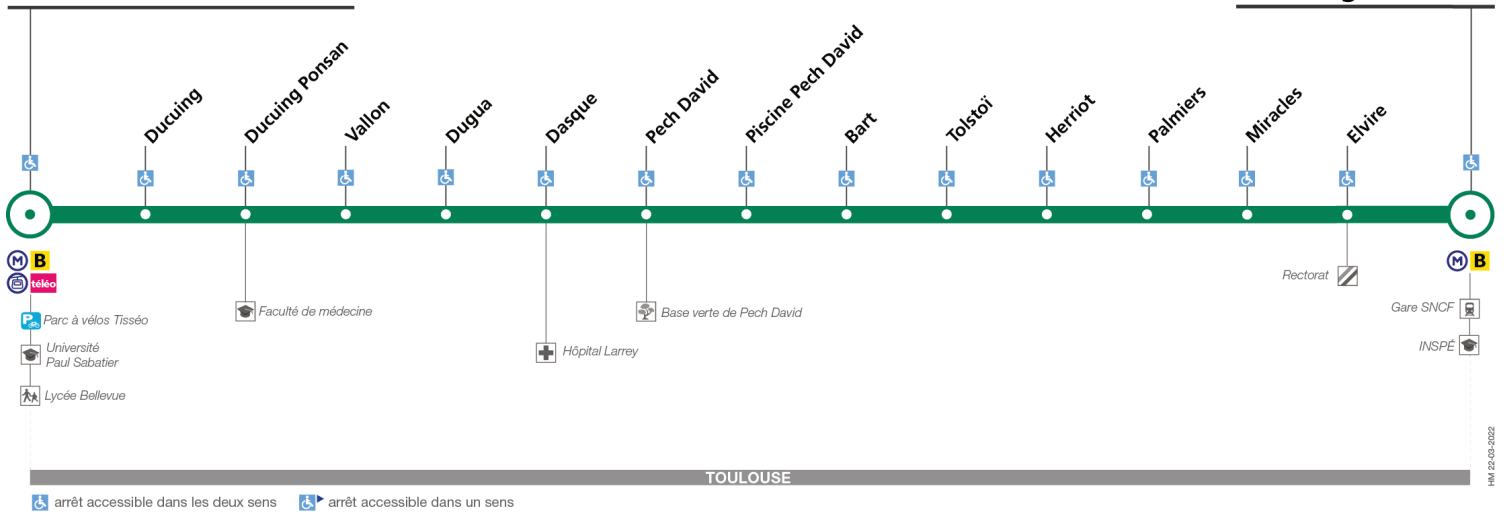 Ducuing
Ducuing Ponsan
Vallon
Dugua
Dasque
Pech David
Piscine Pech David
Bart
Tolstoï
Herriot
Palmiers
Miracles
Elvire
M B
téléo
M B
Parc à vélos Tisséo
Université
Paul Sabatier
Lycée Bellevue
Faculté de médecine
Hôpital Larrey
Base verte de Pech David
Rectorat
Gare SNCF
INSPÉ
HM 22-03-2022
TOULOUSE
arrêt accessible dans les deux sens
arrêt accessible dans un sens